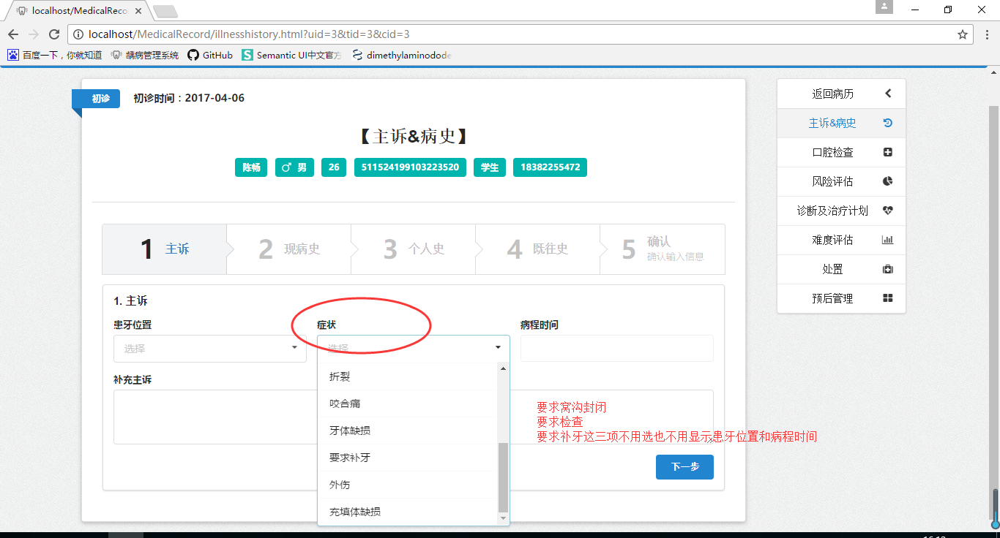 localhost/MedicalReco
localhost/MedicalRecord/illnesshistory.html?uid=3&tid=3&cid=3
百度一下，你就知道 龋病管理系统 GitHub Semantic UI中文官方 dimethylaminodode
初诊 初诊时间：2017-04-06
【主诉&病史】
陈畅 男 26 511524199103223520 学生 18382255472
1 主诉 2 现病史 3 个人史 4 既往史 5 确认
确认输入信息
1. 主诉
患牙位置 症状 病程时间
选择 选择
折裂
咬合痛
牙体缺损
要求补牙
外伤
充填体缺损
补充主诉
要求窝沟封闭
要求检查
要求补牙这三项不用选也不用显示患牙位置和病程时间
下一步
返回病历
主诉&病史
口腔检查
风险评估
诊断及治疗计划
难度评估
处置
预后管理